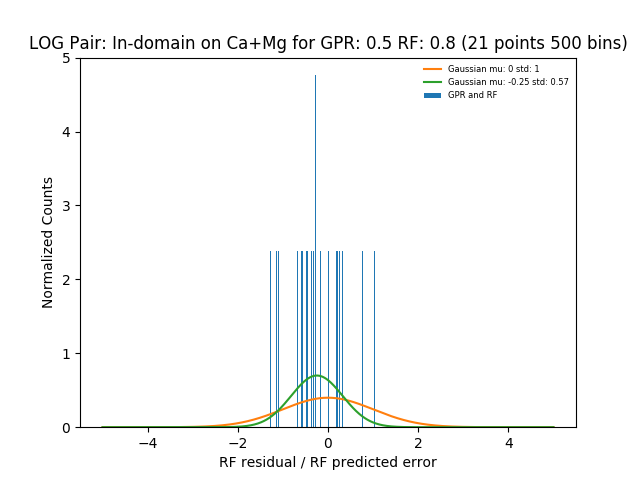 LOG Pair: In-domain on Ca+Mg for GPR: 0.5 RF: 0.8 (21 points 500 bins)
Gaussian mu: 0 std: 1
Gaussian mu: -0.25 std: 0.57
GPR and RF
5
4
3
2
1
0
Normalized Counts
−4
−2
0
2
4
RF residual / RF predicted error